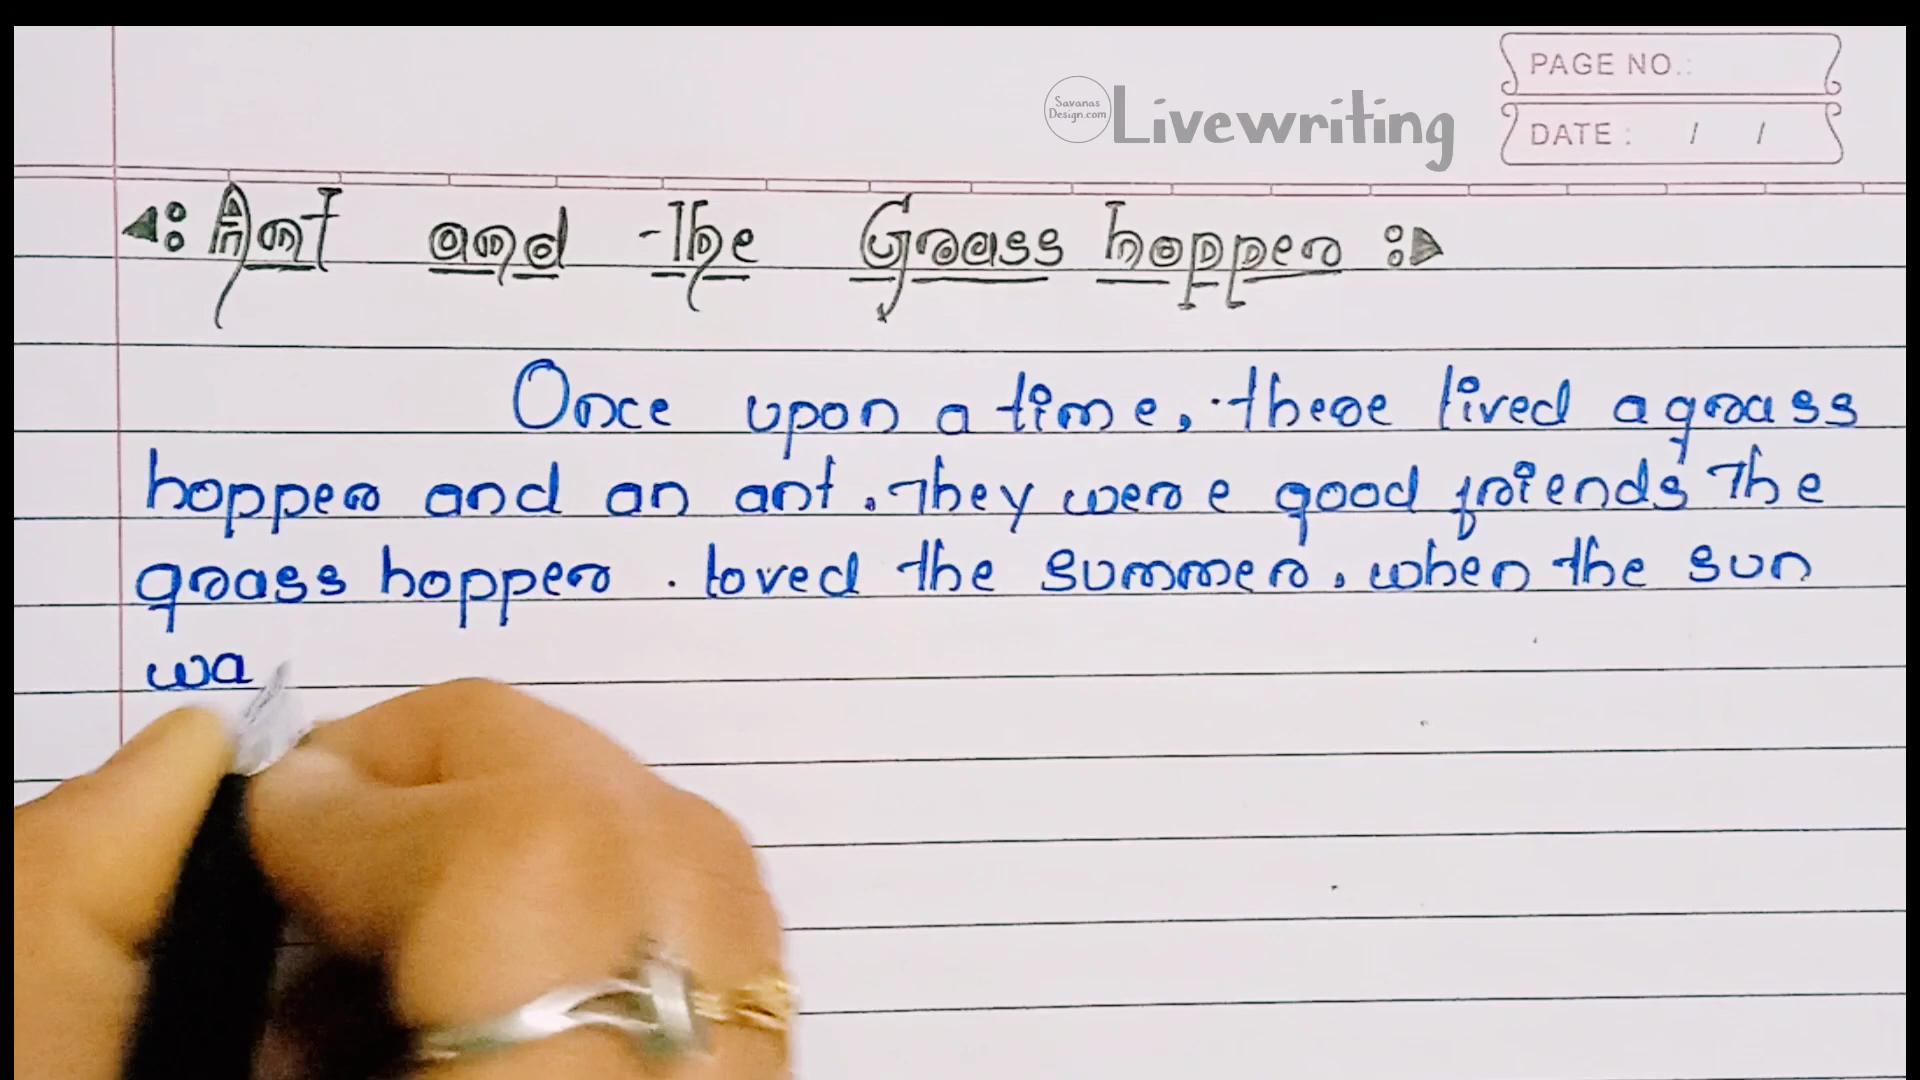 PAGE NO.:
Savanas Design.com Livewriting
DATE : / /
Ant and The Grass hopper
Once upon a time, there lived a grass
hopper and an ant. They were good friends The
grass hopper . loved the summer. when the sun
wa